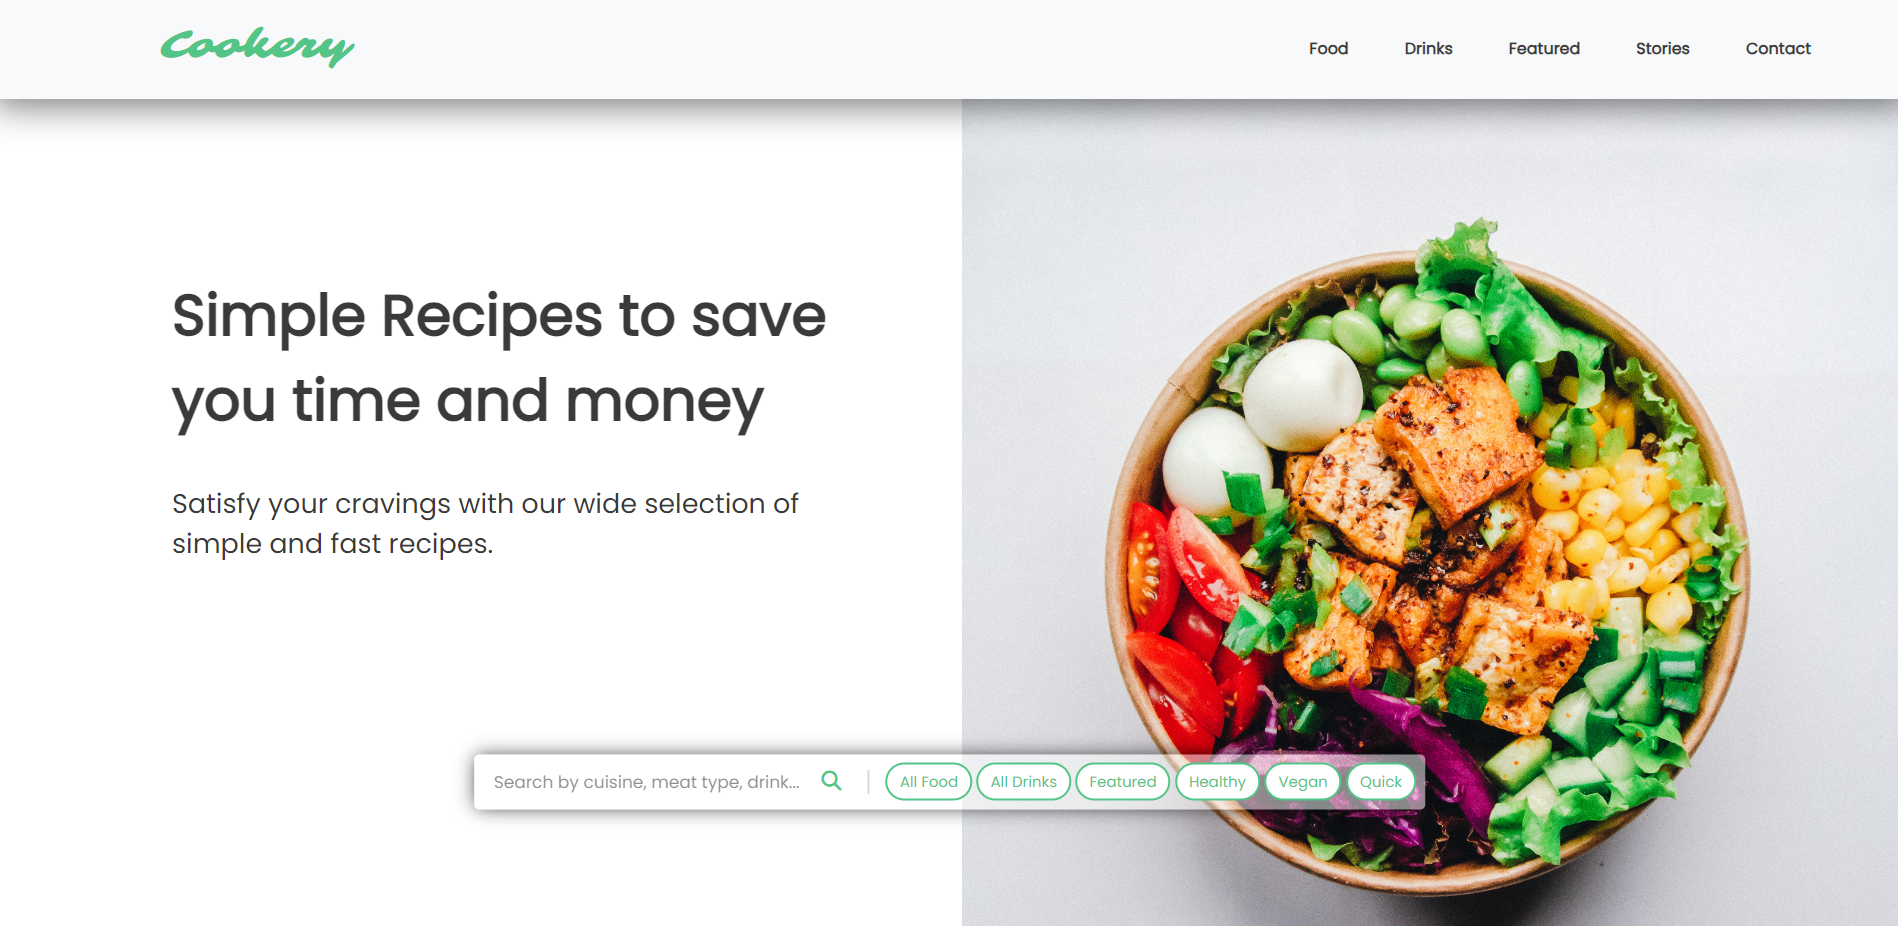 Cookery
Food Drinks Featured Stories Contact
Simple Recipes to save
you time and money
Satisfy your cravings with our wide selection of
simple and fast recipes.
Search by cuisine, meat type, drink... All Food All Drinks Featured Healthy Vegan Quick